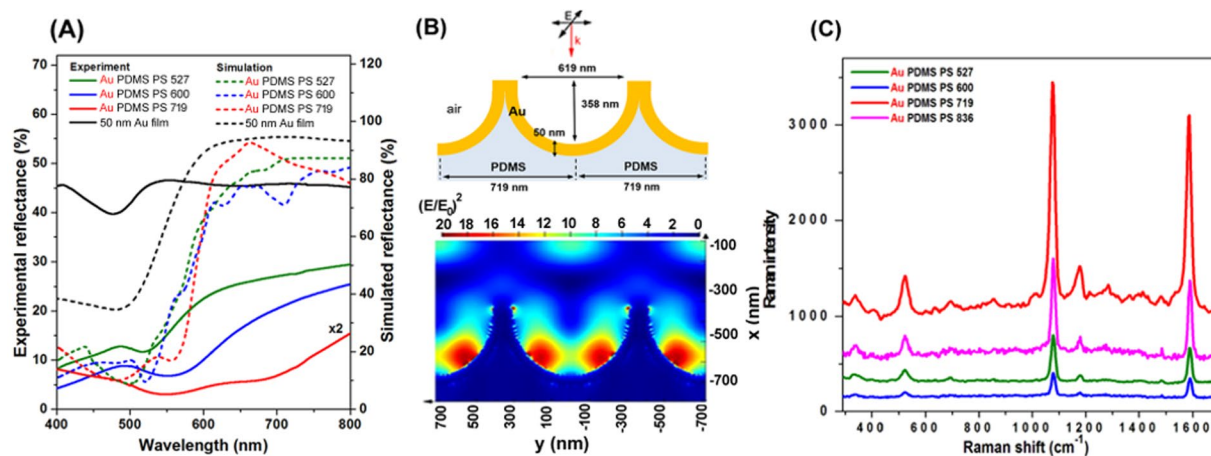 (A)
Experiment
Simulation
Au PDMS PS 527
Au PDMS PS 527
Au PDMS PS 600
Au PDMS PS 600
Au PDMS PS 719
Au PDMS PS 719
50 nm Au film
50 nm Au film
70
65
60
55
50
45
40
35
30
25
20
15
10
5
0
120
100
80
60
40
20
0
x2
400
500
600
700
800
Experimental reflectance (%)
Simulated reflectance (%)
Wavelength (nm)
(B)
E
k
619 nm
358 nm
air
Au
50 nm
PDMS
PDMS
719 nm
719 nm
(E/E0)²
20 18 16 14 12 10 8 6 4 2 0
-100
-300
-500
-700
x (nm)
700
500
300
100
-100
-300
-500
-700
y (nm)
(C)
Au PDMS PS 527
Au PDMS PS 600
Au PDMS PS 719
Au PDMS PS 836
3000
2000
1000
0
Raman intensity
400 600 800 1000 1200 1400 1600
Raman shift (cm⁻¹)